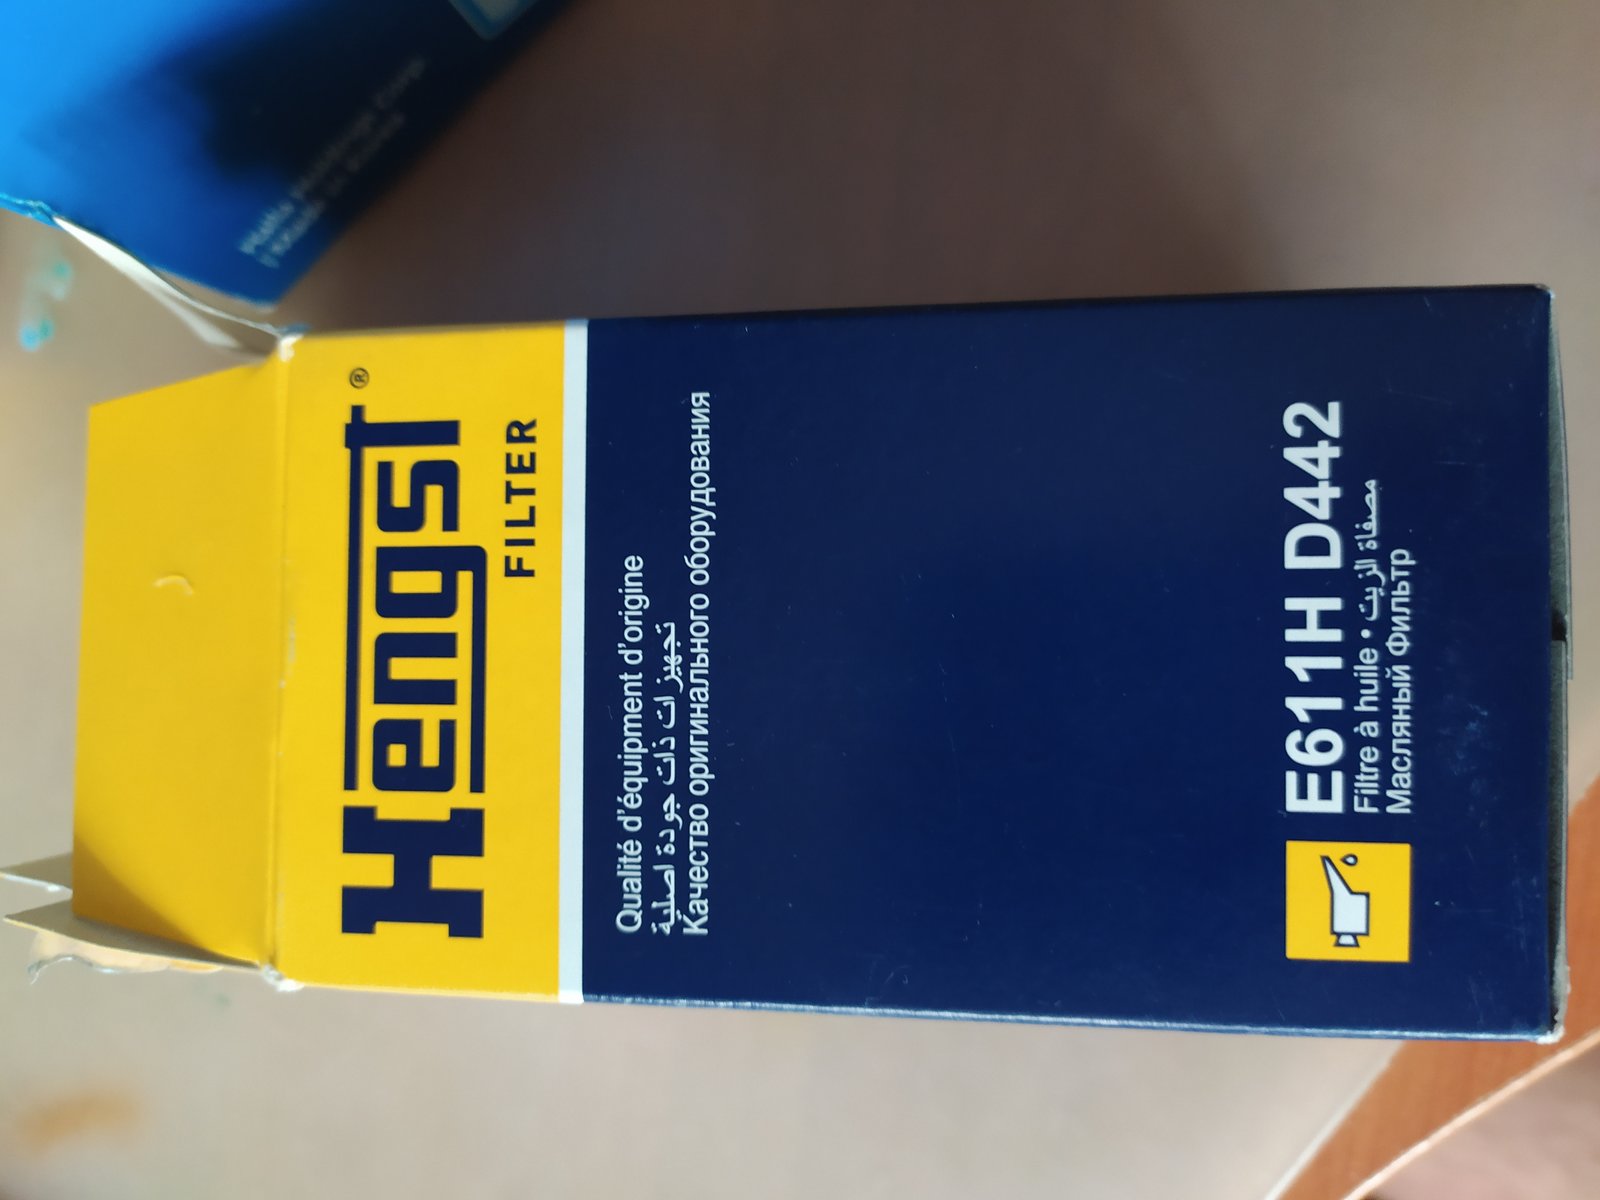 Hengst®
FILTER
Qualité d'équipment d'origine
تجهيزات ذات جودة اصلية
Качество оригинального оборудования
E611H D442
Filtre à huile • مصفاة الزيت
Масляный Фильтр